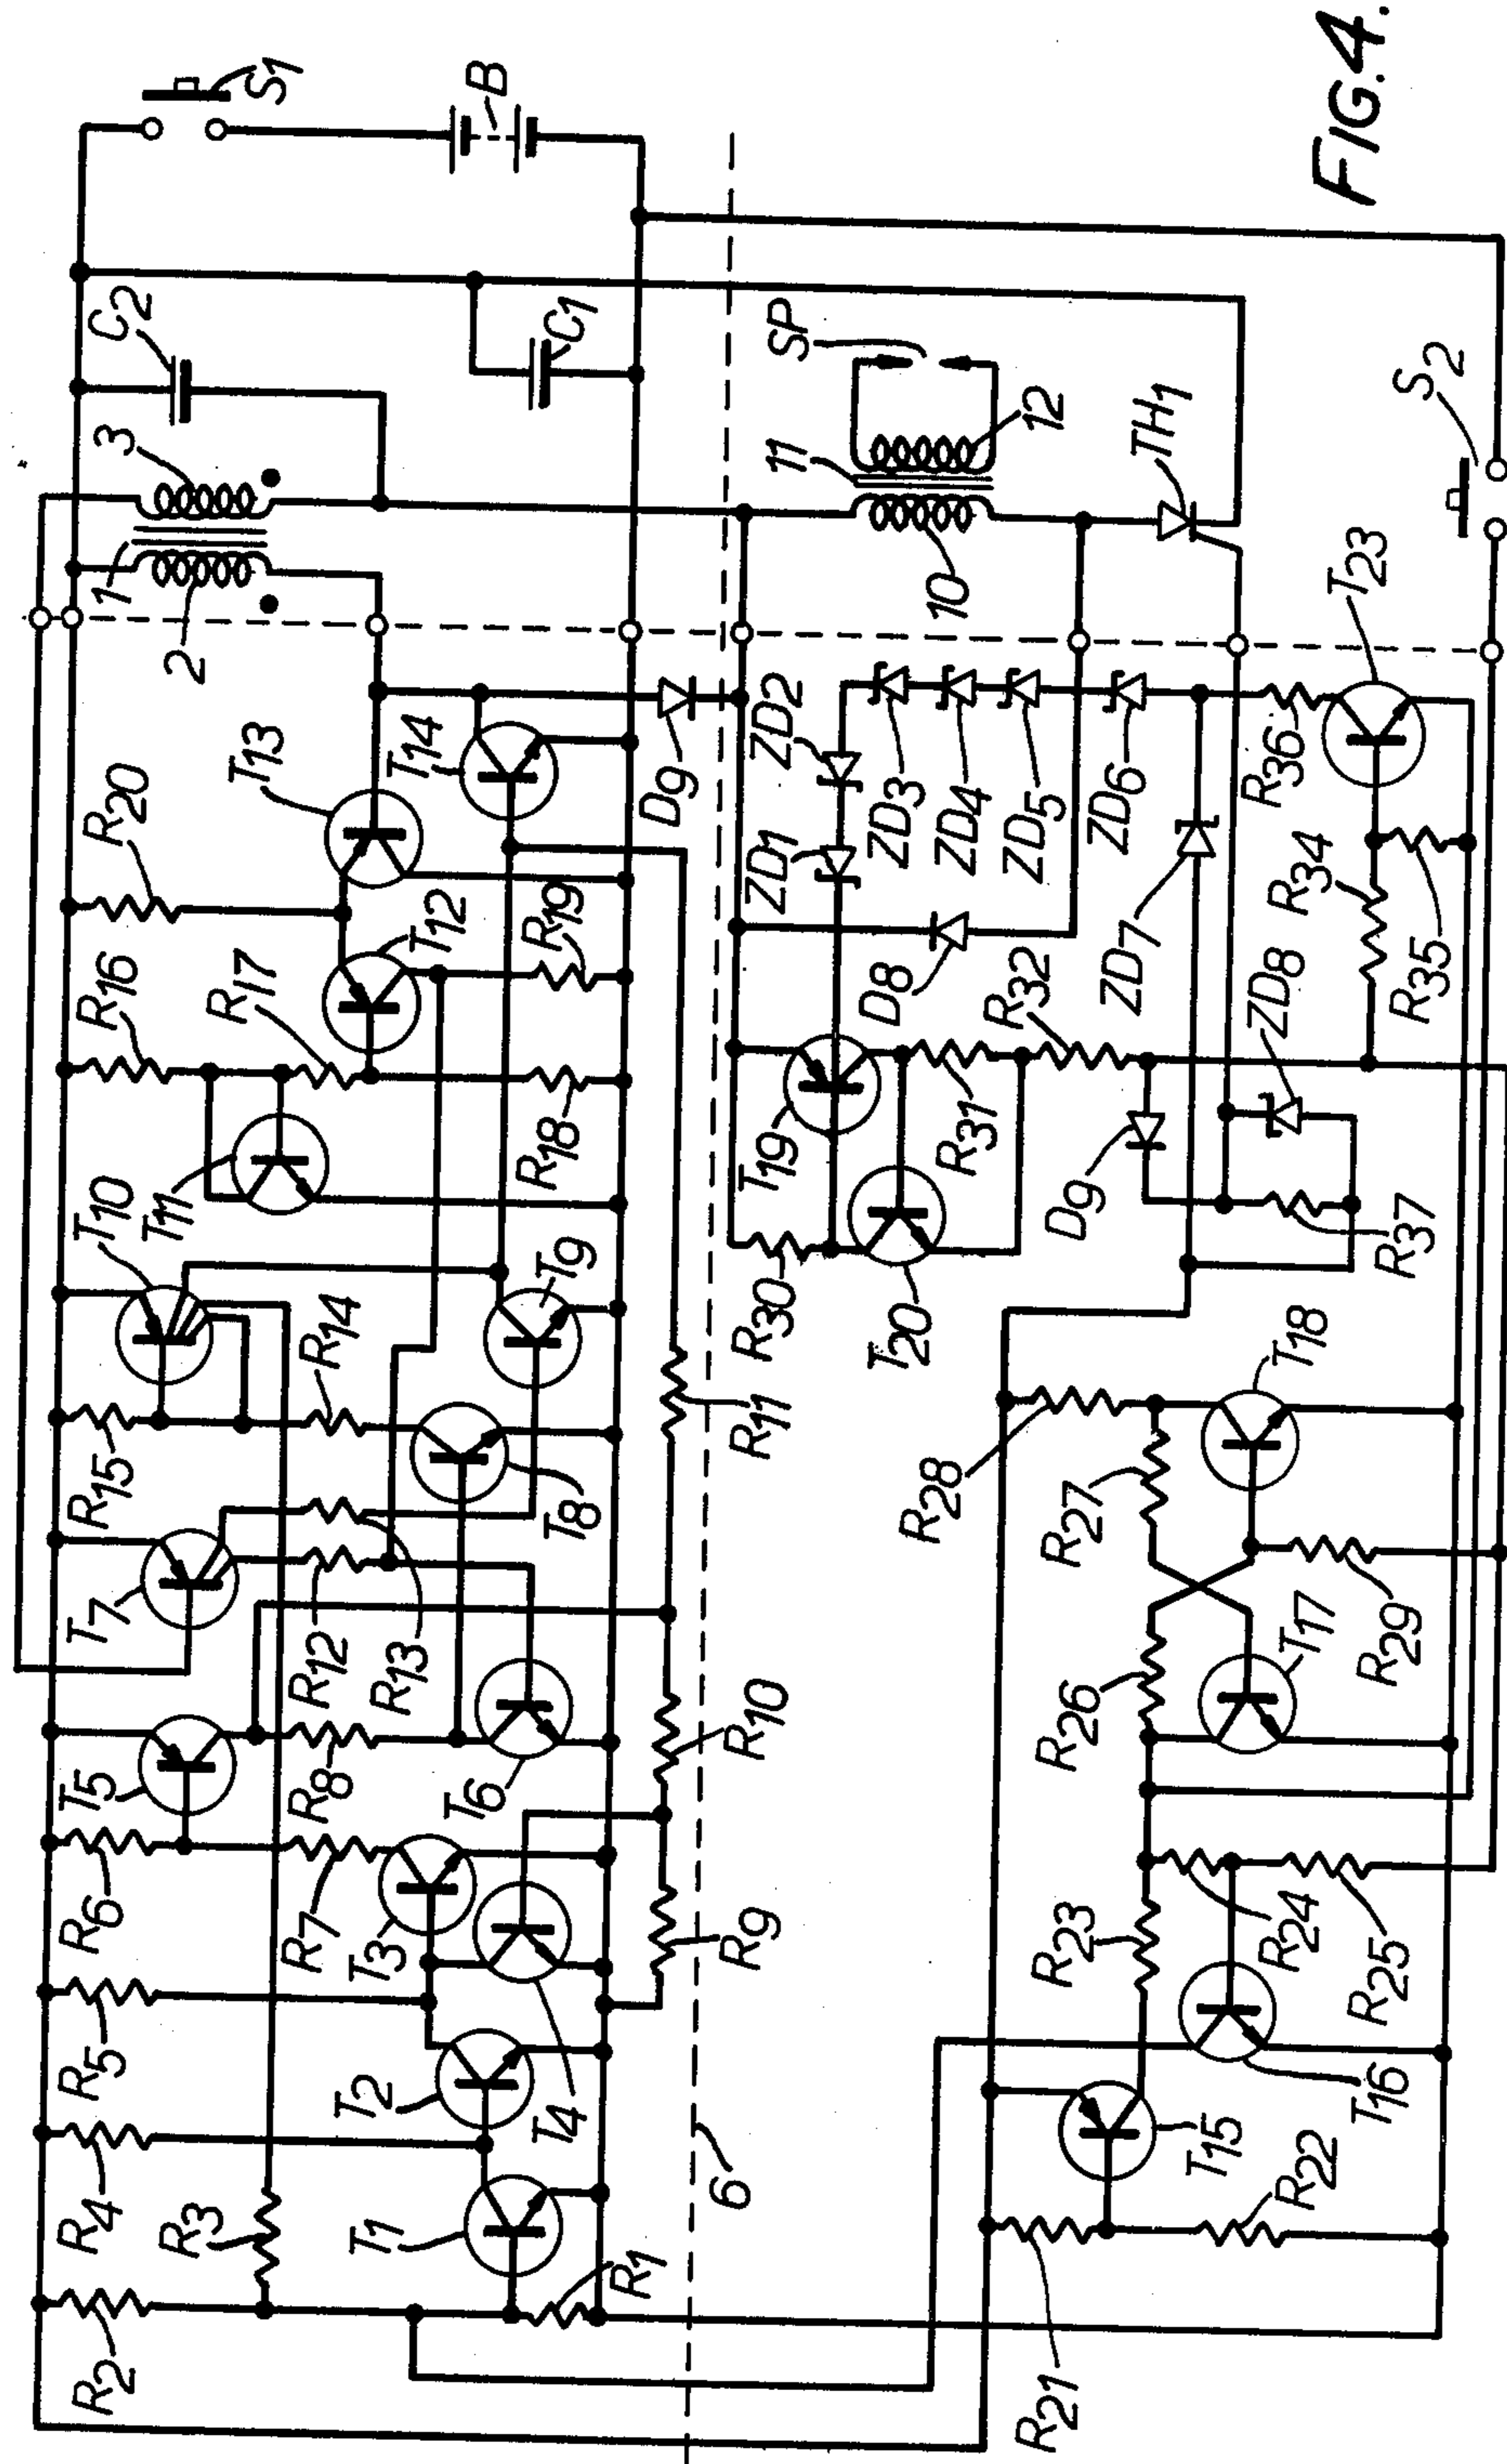 R2
R4
R5
R6
T5
T7
R15
T10
T11
R16
R20
1
3
C2
S1
B
R3
R7
R8
R12
R13
R14
R17
T13
2
T1
T2
T3
T4
T6
T8
T9
R18
T12
R19
T14
D9
C1
R1
R9
R10
R11
6
R30
T19
T20
R31
D8
R32
ZD1
ZD2
ZD3
ZD4
ZD5
ZD6
ZD7
ZD8
D9
R37
10
11
12
SP
TH1
R21
R22
T15
T16
R23
R24
R25
R26
R27
R28
T17
R29
T18
R34
R35
R36
T23
S2
FIG.4.